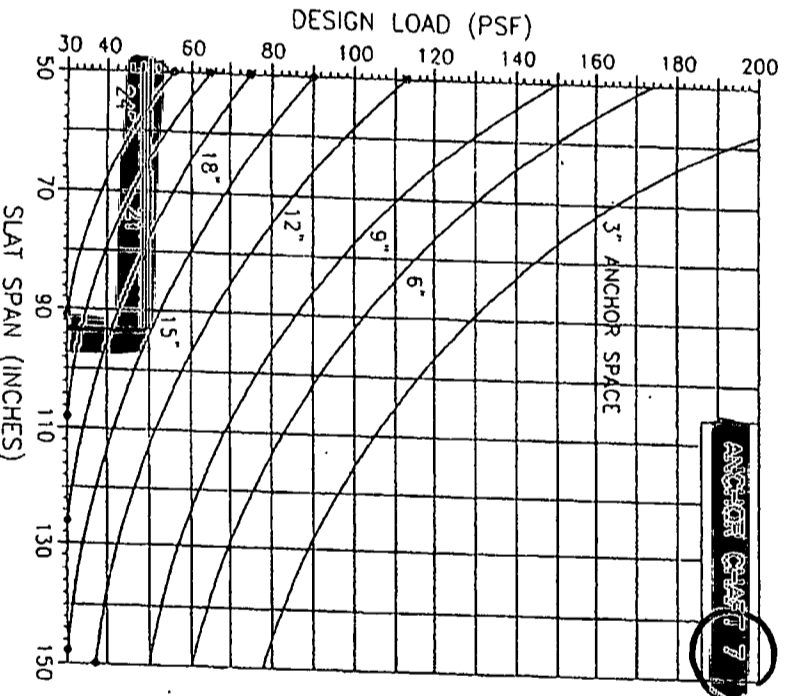 DESIGN LOAD (PSF)
30 40 60 80 100 120 140 160 180 200
50
70
90
110
130
150
SLAT SPAN (INCHES)
24
21
18"
15"
12"
9"
6"
3" ANCHOR SPACE
ANCHOR CHART 7